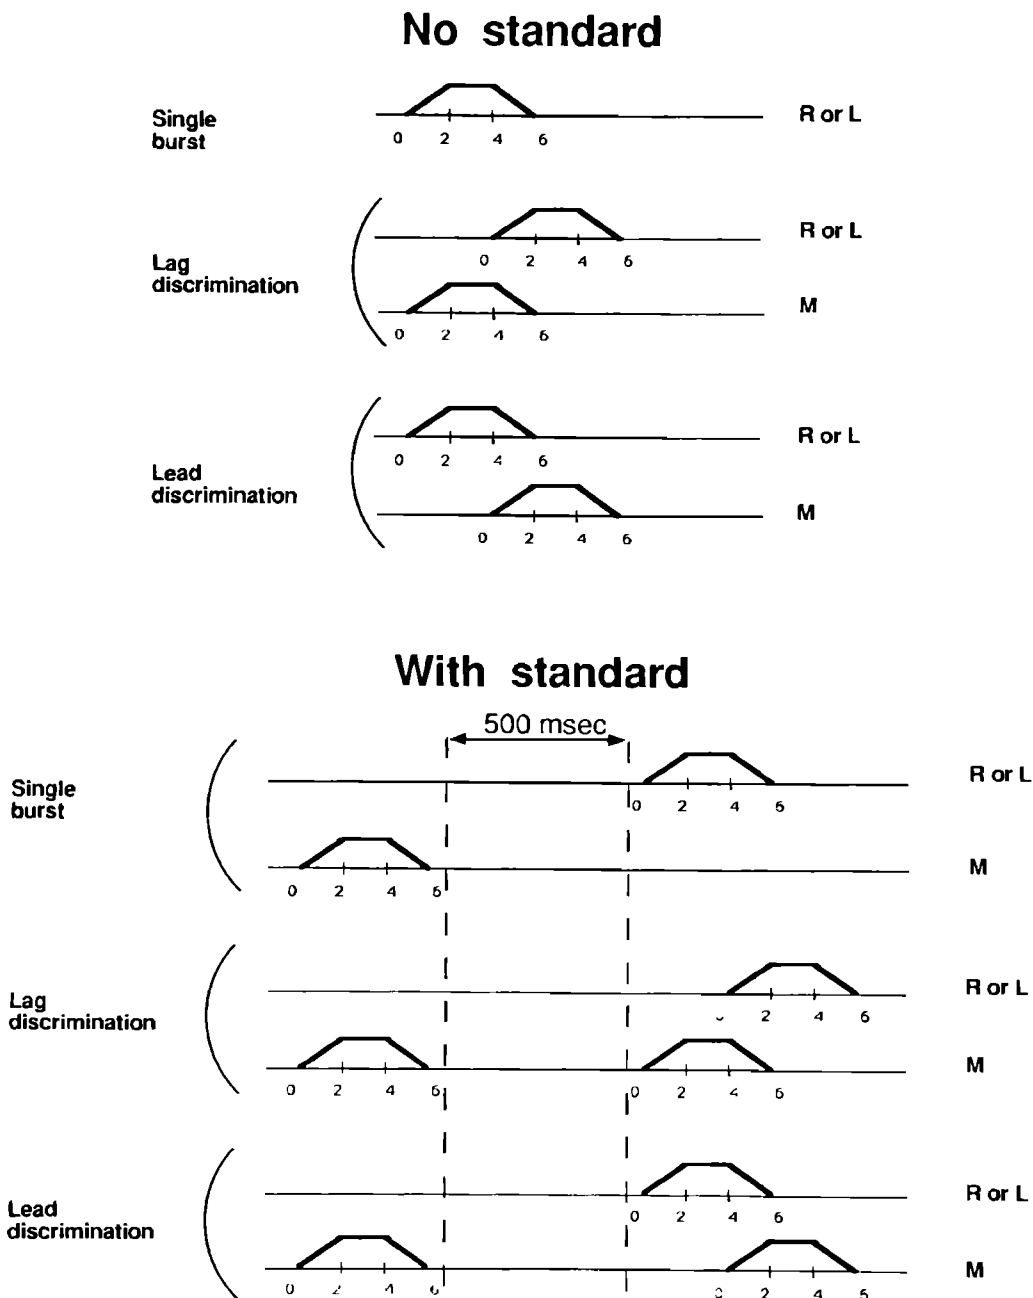 No standard
Single
burst
R or L
0 2 4 6
Lag
discrimination
R or L
0 2 4 6
M
0 2 4 6
Lead
discrimination
R or L
0 2 4 6
M
0 2 4 6
With standard
500 msec
Single
burst
R or L
0 2 4 6
M
0 2 4 6
Lag
discrimination
R or L
2 4 6
M
0 2 4 6 0 2 4 6
Lead
discrimination
R or L
0 2 4 6
M
0 4 2 4 6